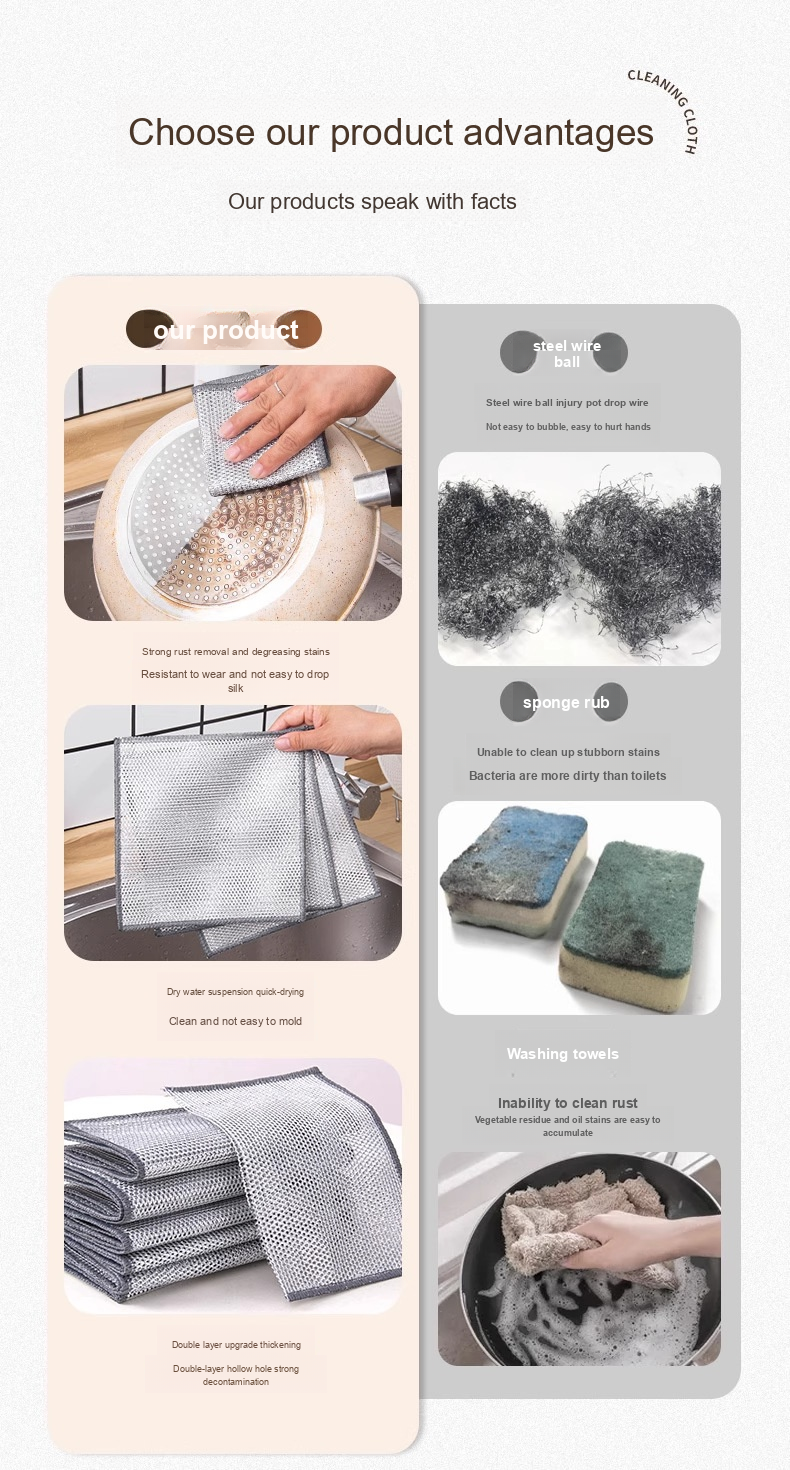 CLEANING CLOTH
Choose our product advantages
Our products speak with facts
our product
Strong rust removal and degreasing stains
Resistant to wear and not easy to drop
silk
Dry water suspension quick-drying
Clean and not easy to mold
Double layer upgrade thickening
Double-layer hollow hole strong
decontamination
steel wire
ball
Steel wire ball injury pot drop wire
Not easy to bubble, easy to hurt hands
sponge rub
Unable to clean up stubborn stains
Bacteria are more dirty than toilets
Washing towels
Inability to clean rust
Vegetable residue and oil stains are easy to
accumulate